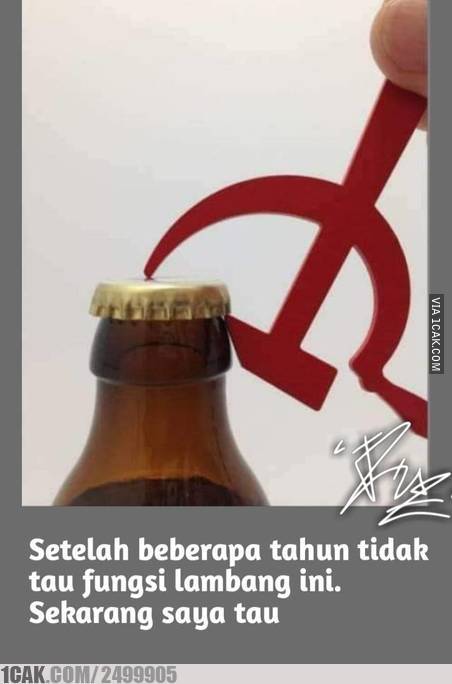 VIA 1CAK.COM
Setelah beberapa tahun tidak
tau fungsi lambang ini.
Sekarang saya tau
1CAK.COM/2499905